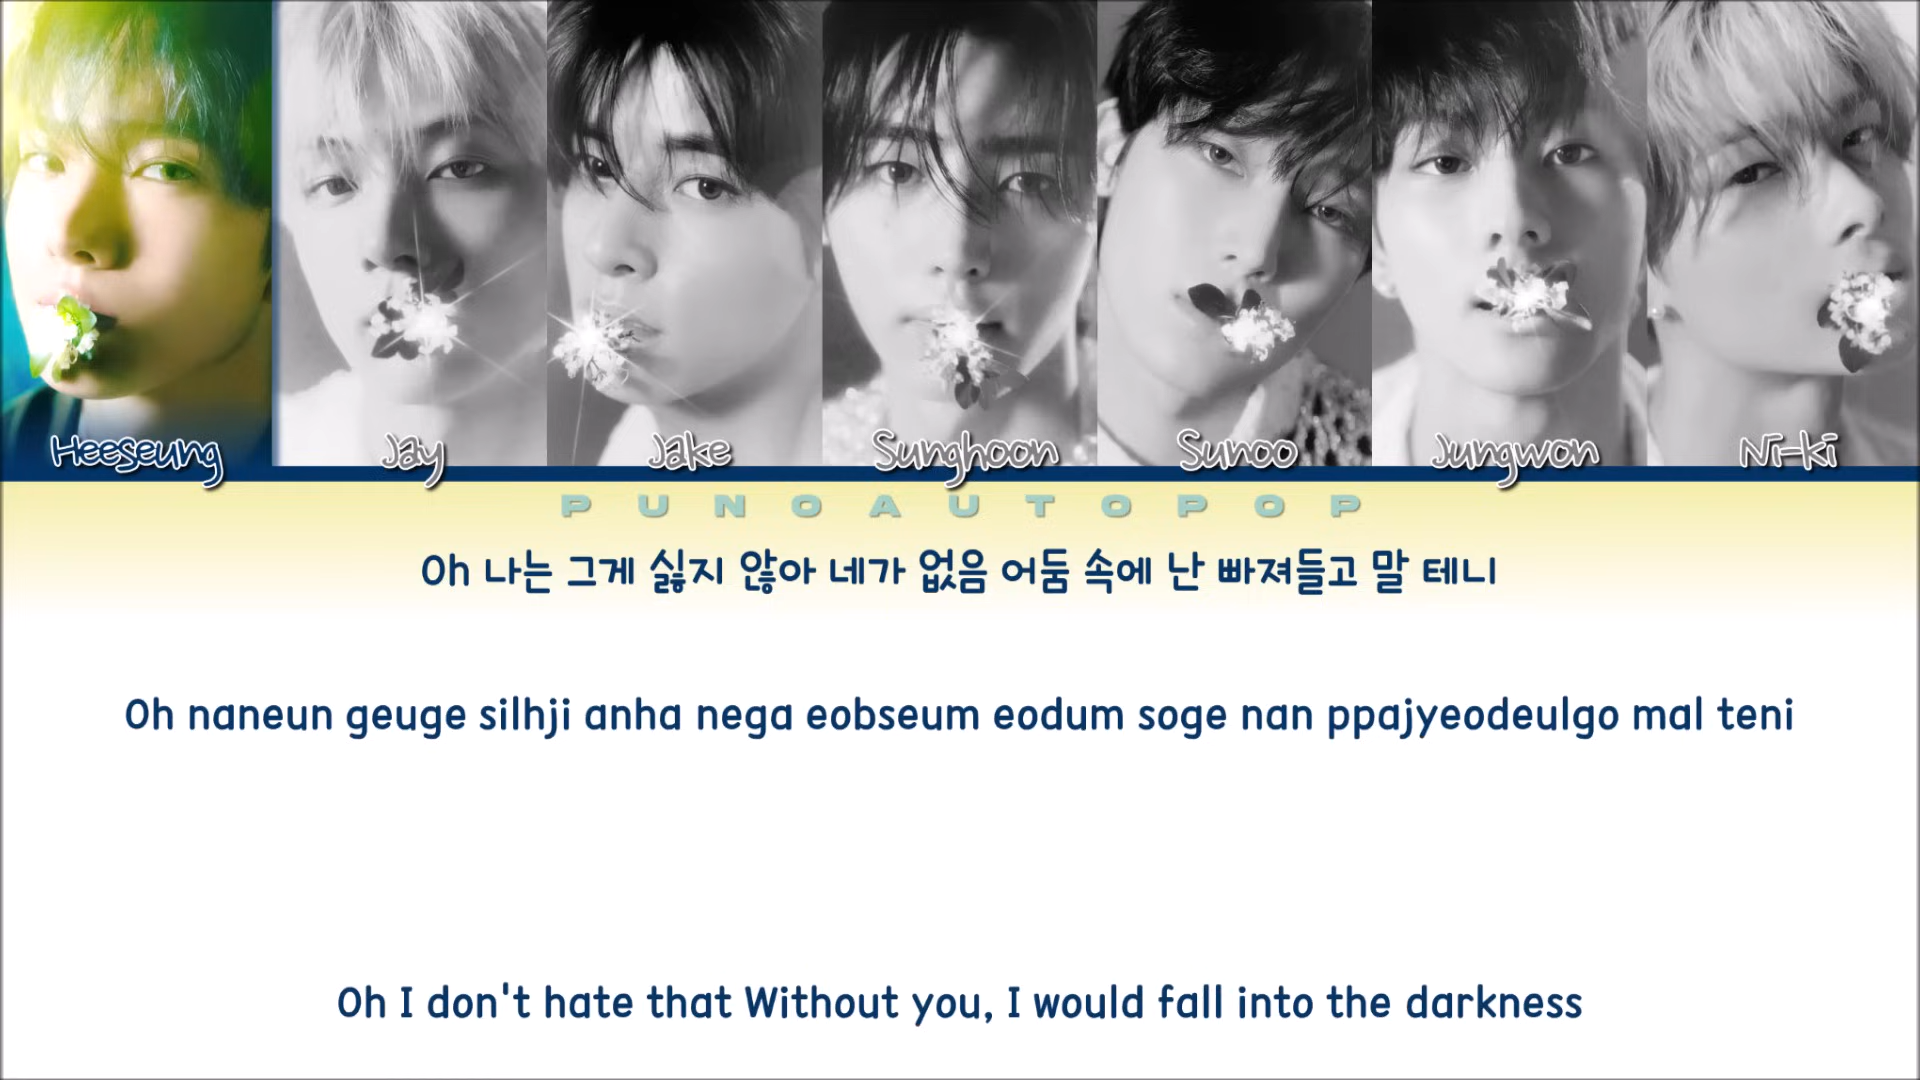 Heeseung Jay Jake Sunghoon Sunoo Jungwon Ni-ki
PUNOAUTOPOP
Oh 나는 그게 싫지 않아 네가 없음 어둠 속에 난 빠져들고 말 테니
Oh naneun geuge silhji anha nega eobseum eodum soge nan ppajyeodeulgo mal teni
Oh I don't hate that Without you, I would fall into the darkness